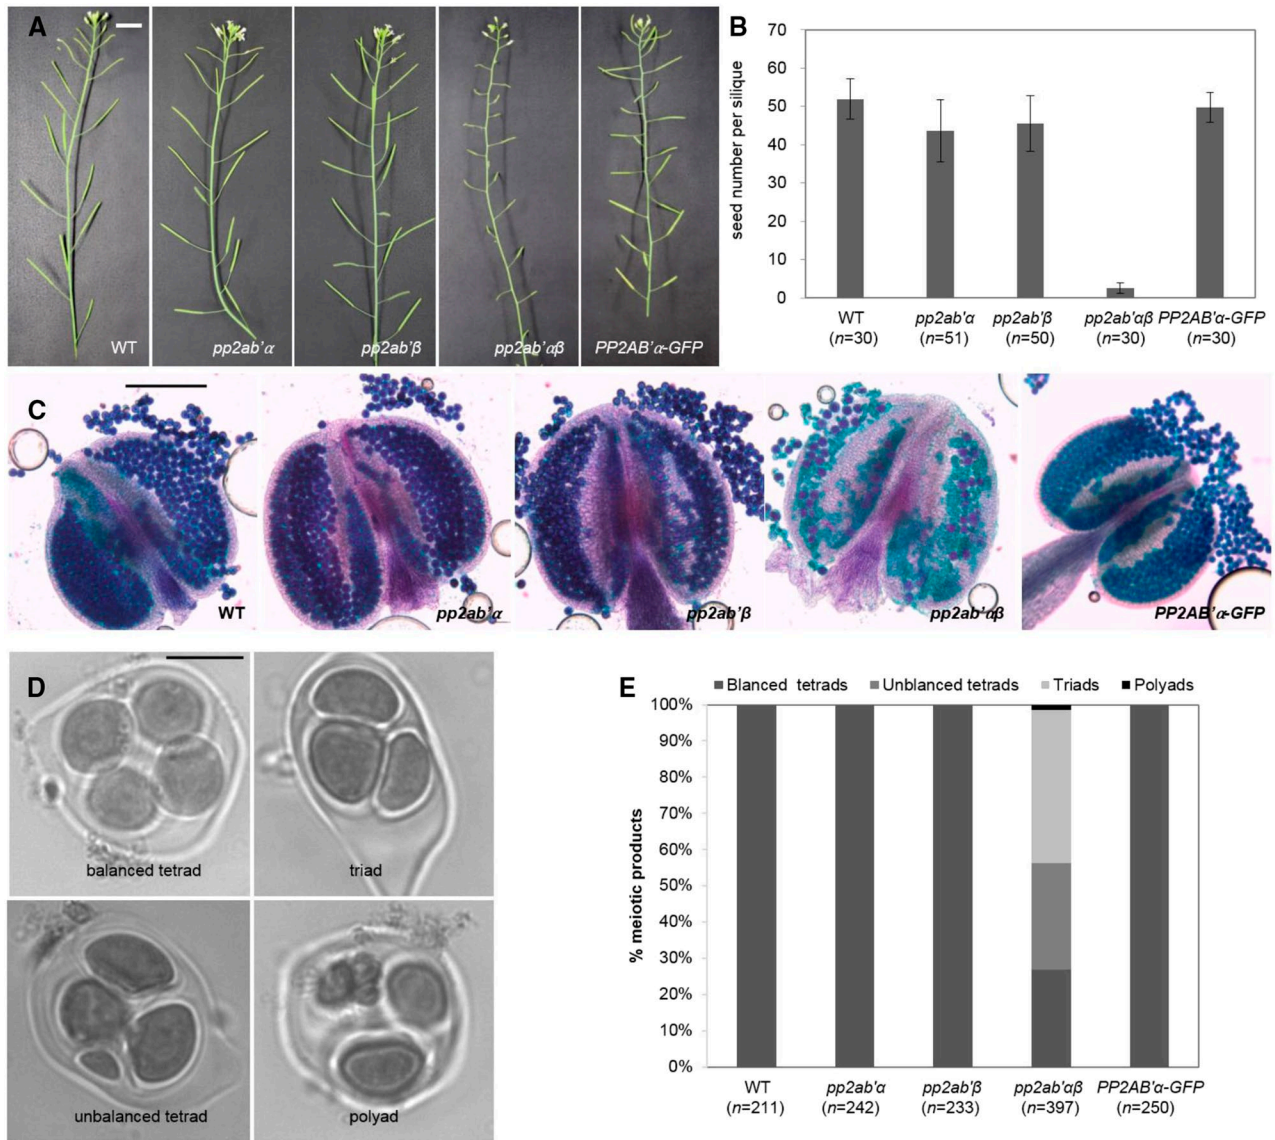 A
WT
pp2ab'α
pp2ab'β
pp2ab'αβ
PP2AB'α-GFP
B
seed number per silique
70
60
50
40
30
20
10
0
WT
(n=30)
pp2ab'α
(n=51)
pp2ab'β
(n=50)
pp2ab'αβ
(n=30)
PP2AB'α-GFP
(n=30)
C
WT
pp2ab'α
pp2ab'β
pp2ab'αβ
PP2AB'α-GFP
D
balanced tetrad
triad
unbalanced tetrad
polyad
E
Blanced tetrads
Unblanced tetrads
Triads
Polyads
% meiotic products
100%
90%
80%
70%
60%
50%
40%
30%
20%
10%
0%
WT
(n=211)
pp2ab'α
(n=242)
pp2ab'β
(n=233)
pp2ab'αβ
(n=397)
PP2AB'α-GFP
(n=250)